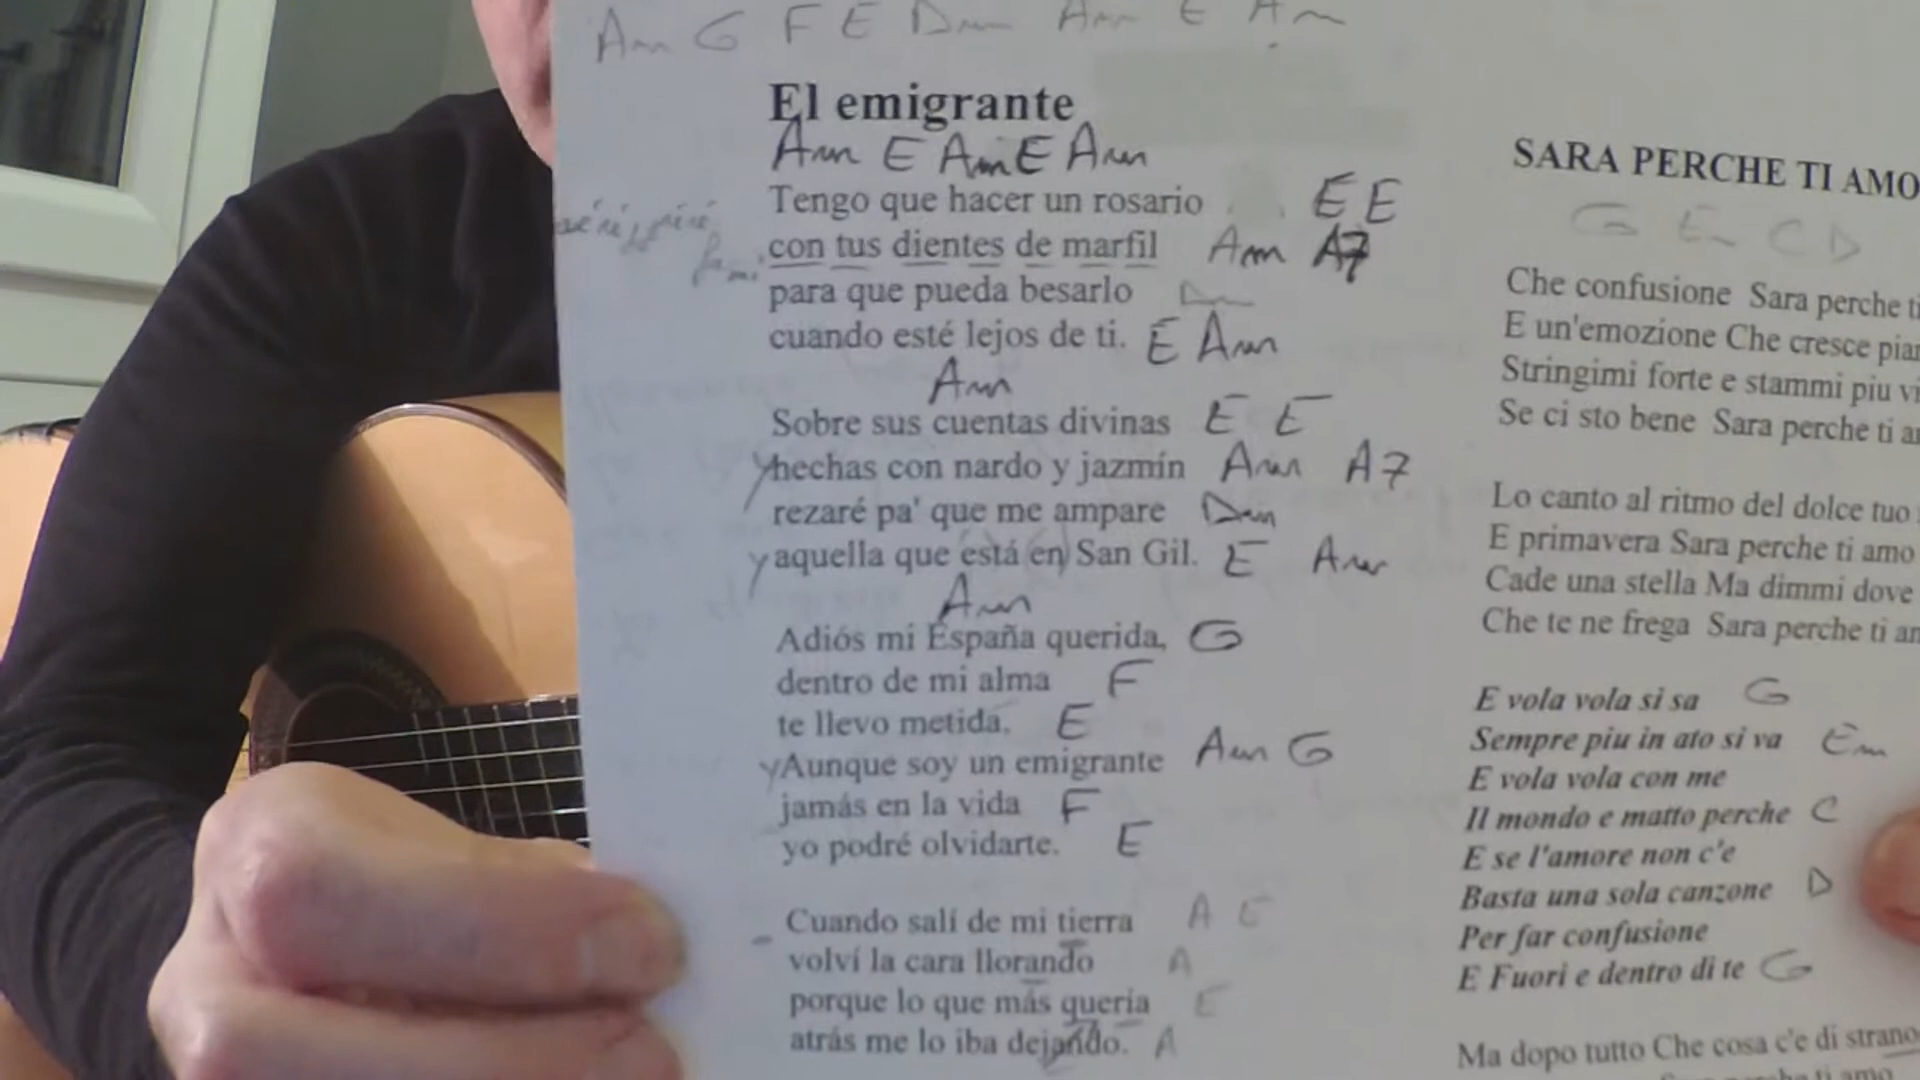 Am G F E Dm Am E Am
El emigrante
Am E Am E Am
Tengo que hacer un rosario E E
con tus dientes de marfil Am A7
para que pueda besarlo Dm
cuando esté lejos de ti. E Am
Am
Sobre sus cuentas divinas E E
y hechas con nardo y jazmín Am A7
rezaré pa' que me ampare Dm
y aquella que está en San Gil. E Am
Am
Adiós mi España querida, G
dentro de mi alma F
te llevo metida. E
y Aunque soy un emigrante Am G
jamás en la vida F
yo podré olvidarte. E
- Cuando salí de mi tierra A E
volví la cara llorando A
porque lo que más quería E
atrás me lo iba dejando. A
SARA PERCHE TI AMO
G Em C D
Che confusione Sara perche
E un'emozione Che cresce
Stringimi forte e stammi piu
Se ci sto bene Sara perche ti
Lo canto al ritmo del dolce tuo
E primavera Sara perche ti amo
Cade una stella Ma dimmi dove
Che te ne frega Sara perche ti
E vola vola si sa G
Sempre piu in ato si va Em
E vola vola con me
Il mondo e matto perche C
E se l'amore non c'e
Basta una sola canzone D
Per far confusione
E Fuori e dentro di te G
Ma dopo tutto Che cosa c'e di strano
ti amo